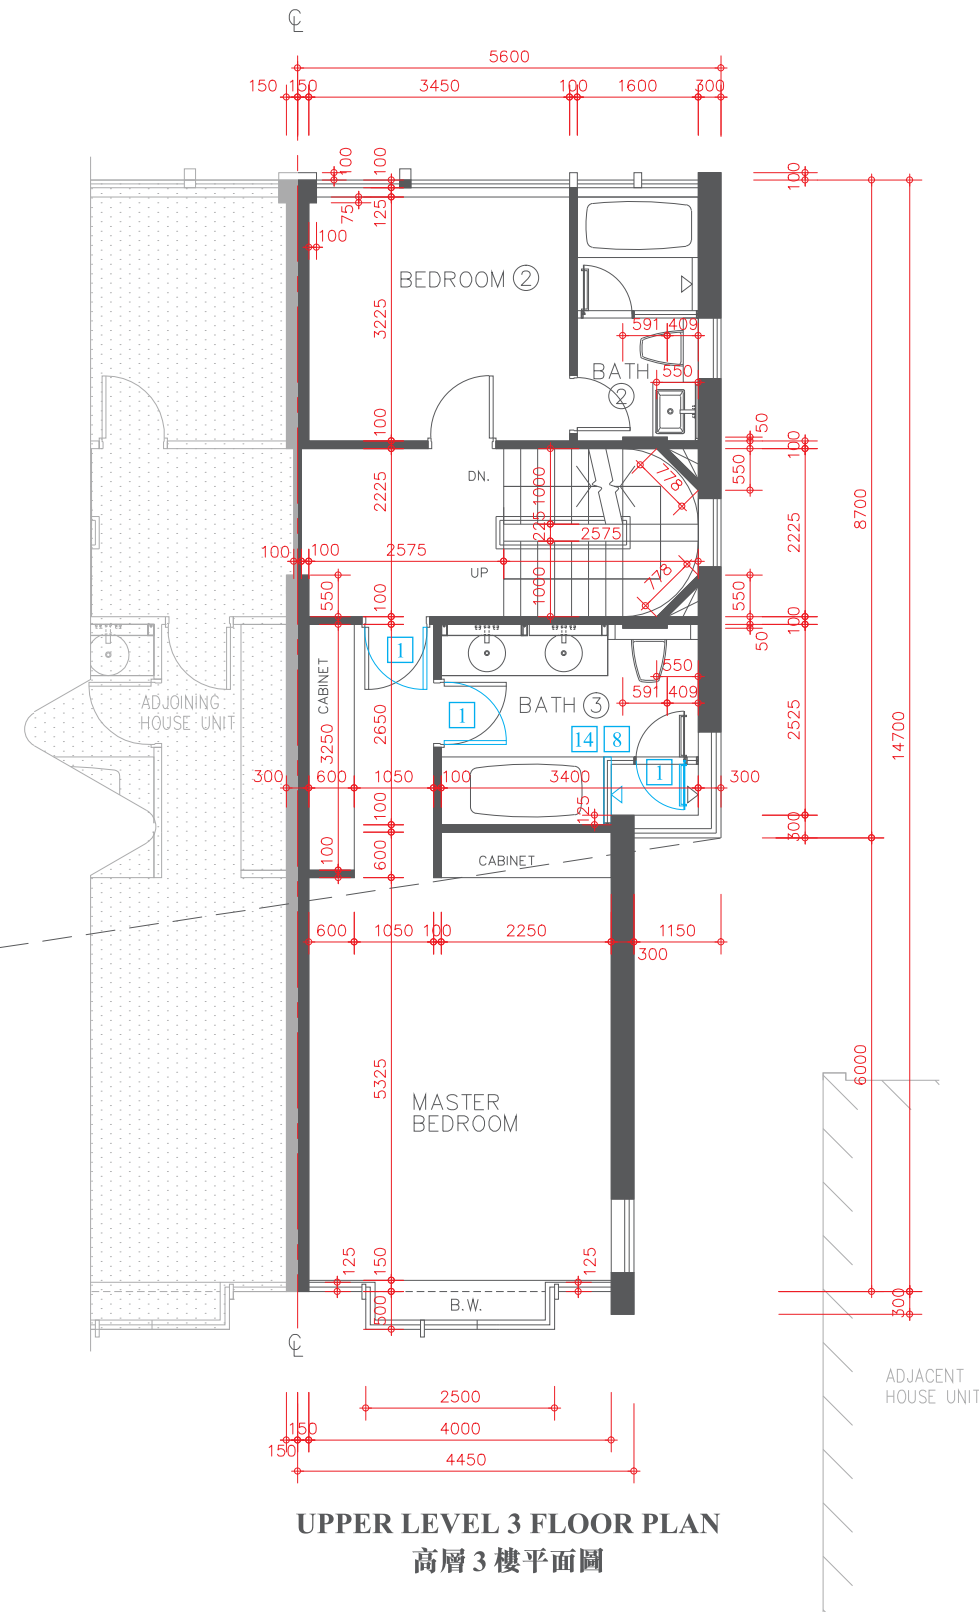 ℄
5600
150 150 3450 100 1600 300
100 100 100
75 125
100
BEDROOM 2
3225
591 409
BATH
2
550
100 50 100
DN.
2225 1000 778 550
225 2575 2225 8700
100 100 2575
UP
778
550 100 1000 550 100
50
CABINET 1
550
ADJOINING
HOUSE UNIT
1 BATH 3 591 409
3250 2650 14 8 2525 14700
300 600 1050 100 3400 1 300
100 125 300
100 600 CABINET
600 1050 100 2250 1150
300
5325 6000
MASTER
BEDROOM
125 150 125
500 B.W. 300
℄
ADJACENT
HOUSE UNIT
2500
150 4000
150
4450
UPPER LEVEL 3 FLOOR PLAN
高層 3 樓平面圖